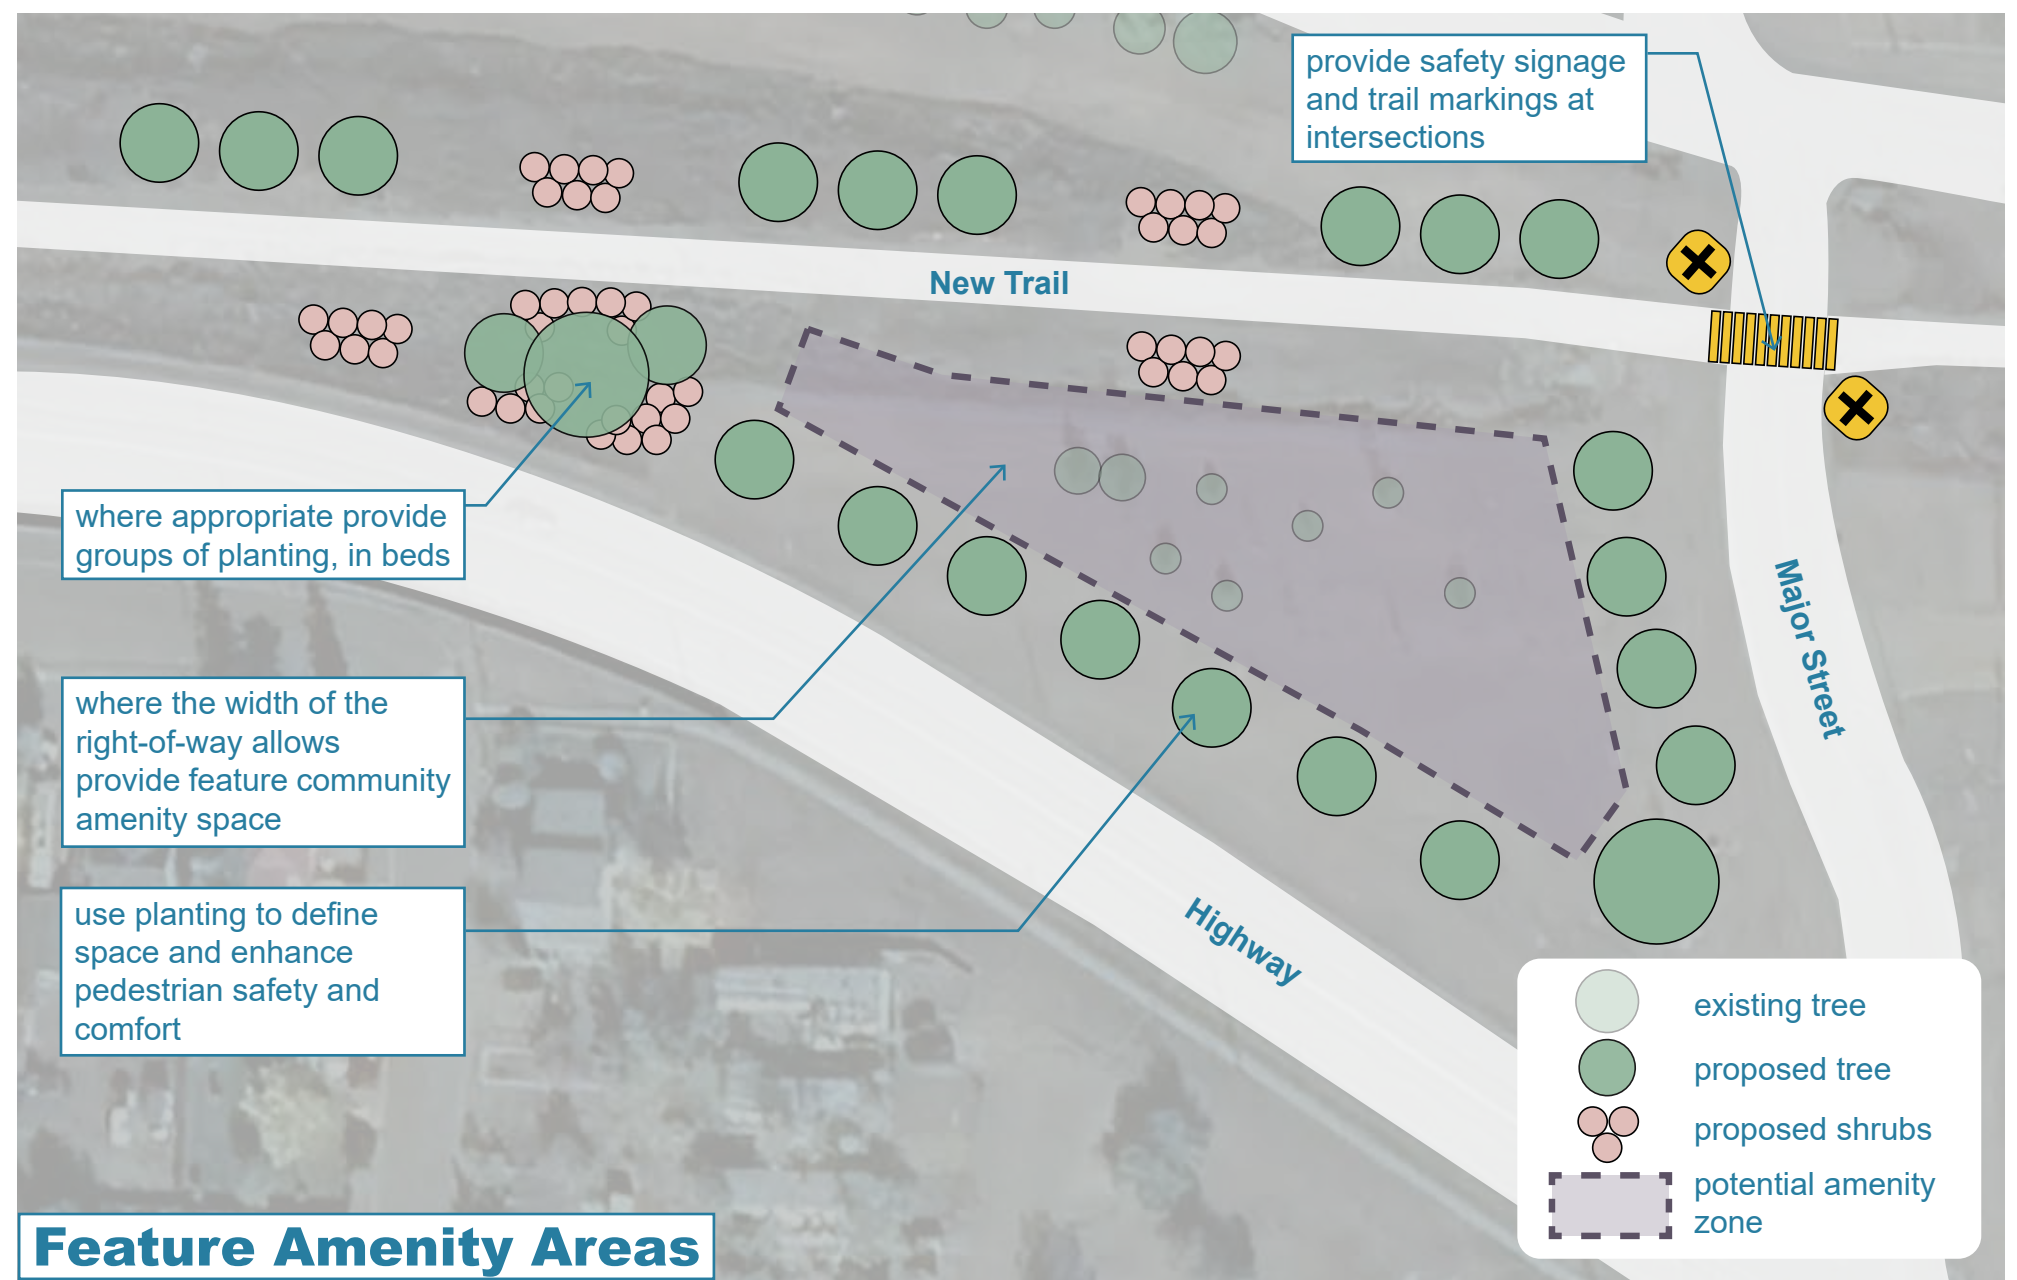 provide safety signage
and trail markings at
intersections
New Trail
where appropriate provide
groups of planting, in beds
where the width of the
right-of-way allows
provide feature community
amenity space
use planting to define
space and enhance
pedestrian safety and
comfort
Major Street
Highway
existing tree
proposed tree
proposed shrubs
potential amenity
zone
Feature Amenity Areas